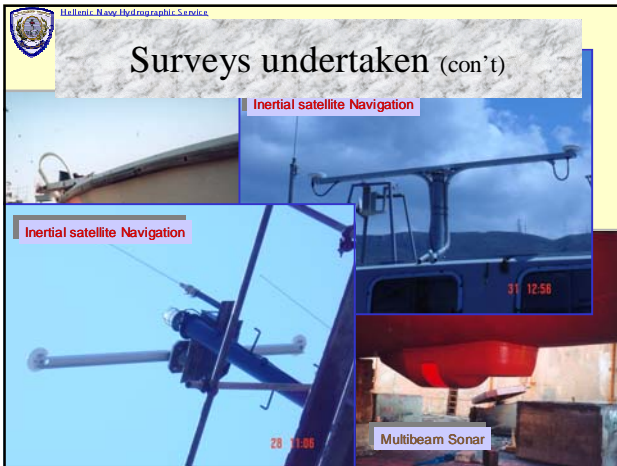 Hellenic Navy Hydrographic Service
Surveys undertaken (con't)
Inertial satellite Navigation
Inertial satellite Navigation
31 12:56
28 11:06
Multibeam Sonar